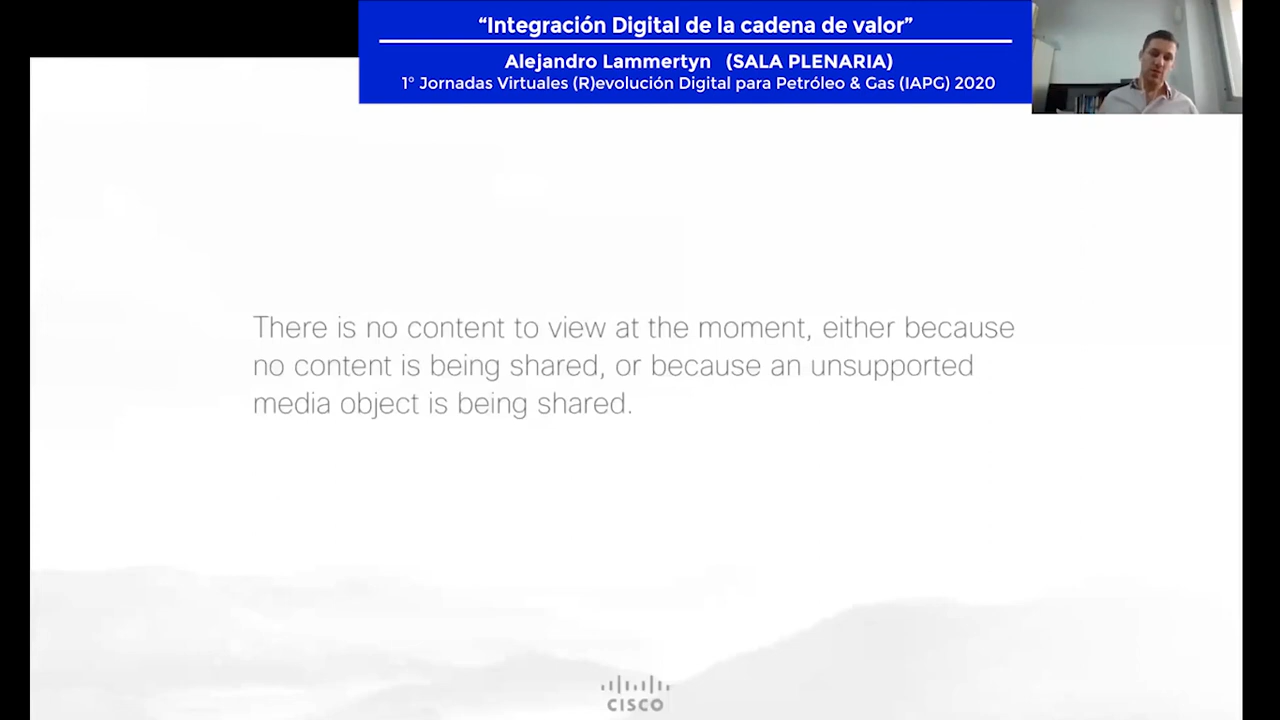 “Integración Digital de la cadena de valor”
Alejandro Lammertyn (SALA PLENARIA)
1° Jornadas Virtuales (R)evolución Digital para Petróleo & Gas (IAPG) 2020
There is no content to view at the moment, either because
no content is being shared, or because an unsupported
media object is being shared.
CISCO